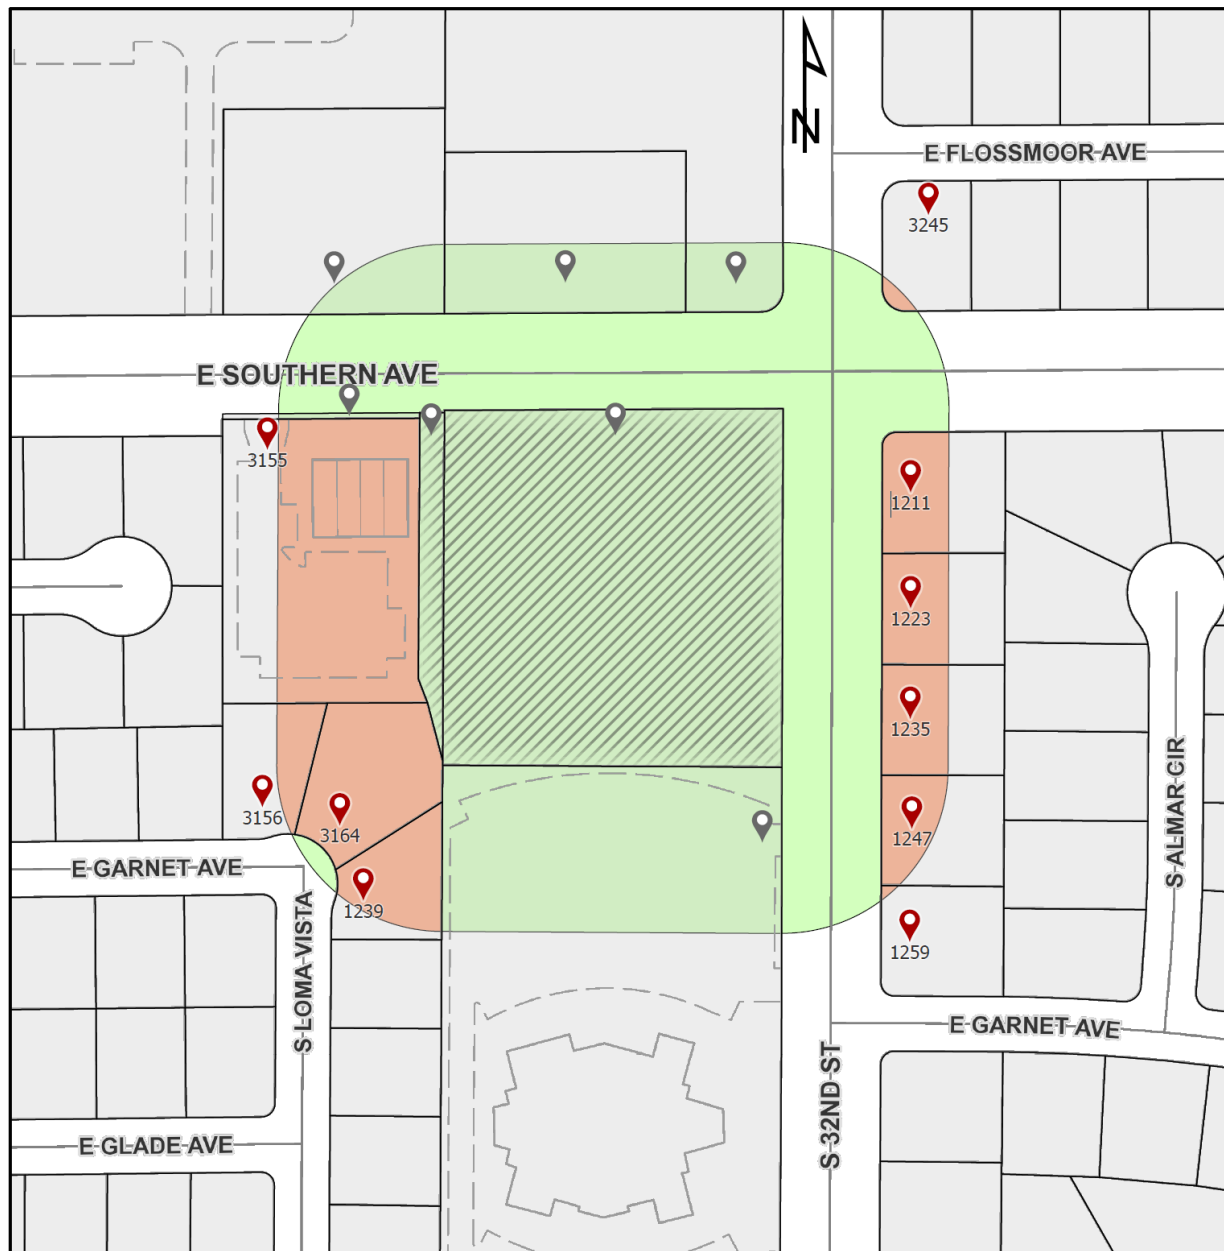 N
E FLOSSMOOR AVE
3245
E SOUTHERN AVE
3155
1211
1223
1235
S ALMAR CIR
3156
3164
1247
E GARNET AVE
1239
S LOMA VISTA
1259
E GARNET AVE
S 32ND ST
E GLADE AVE